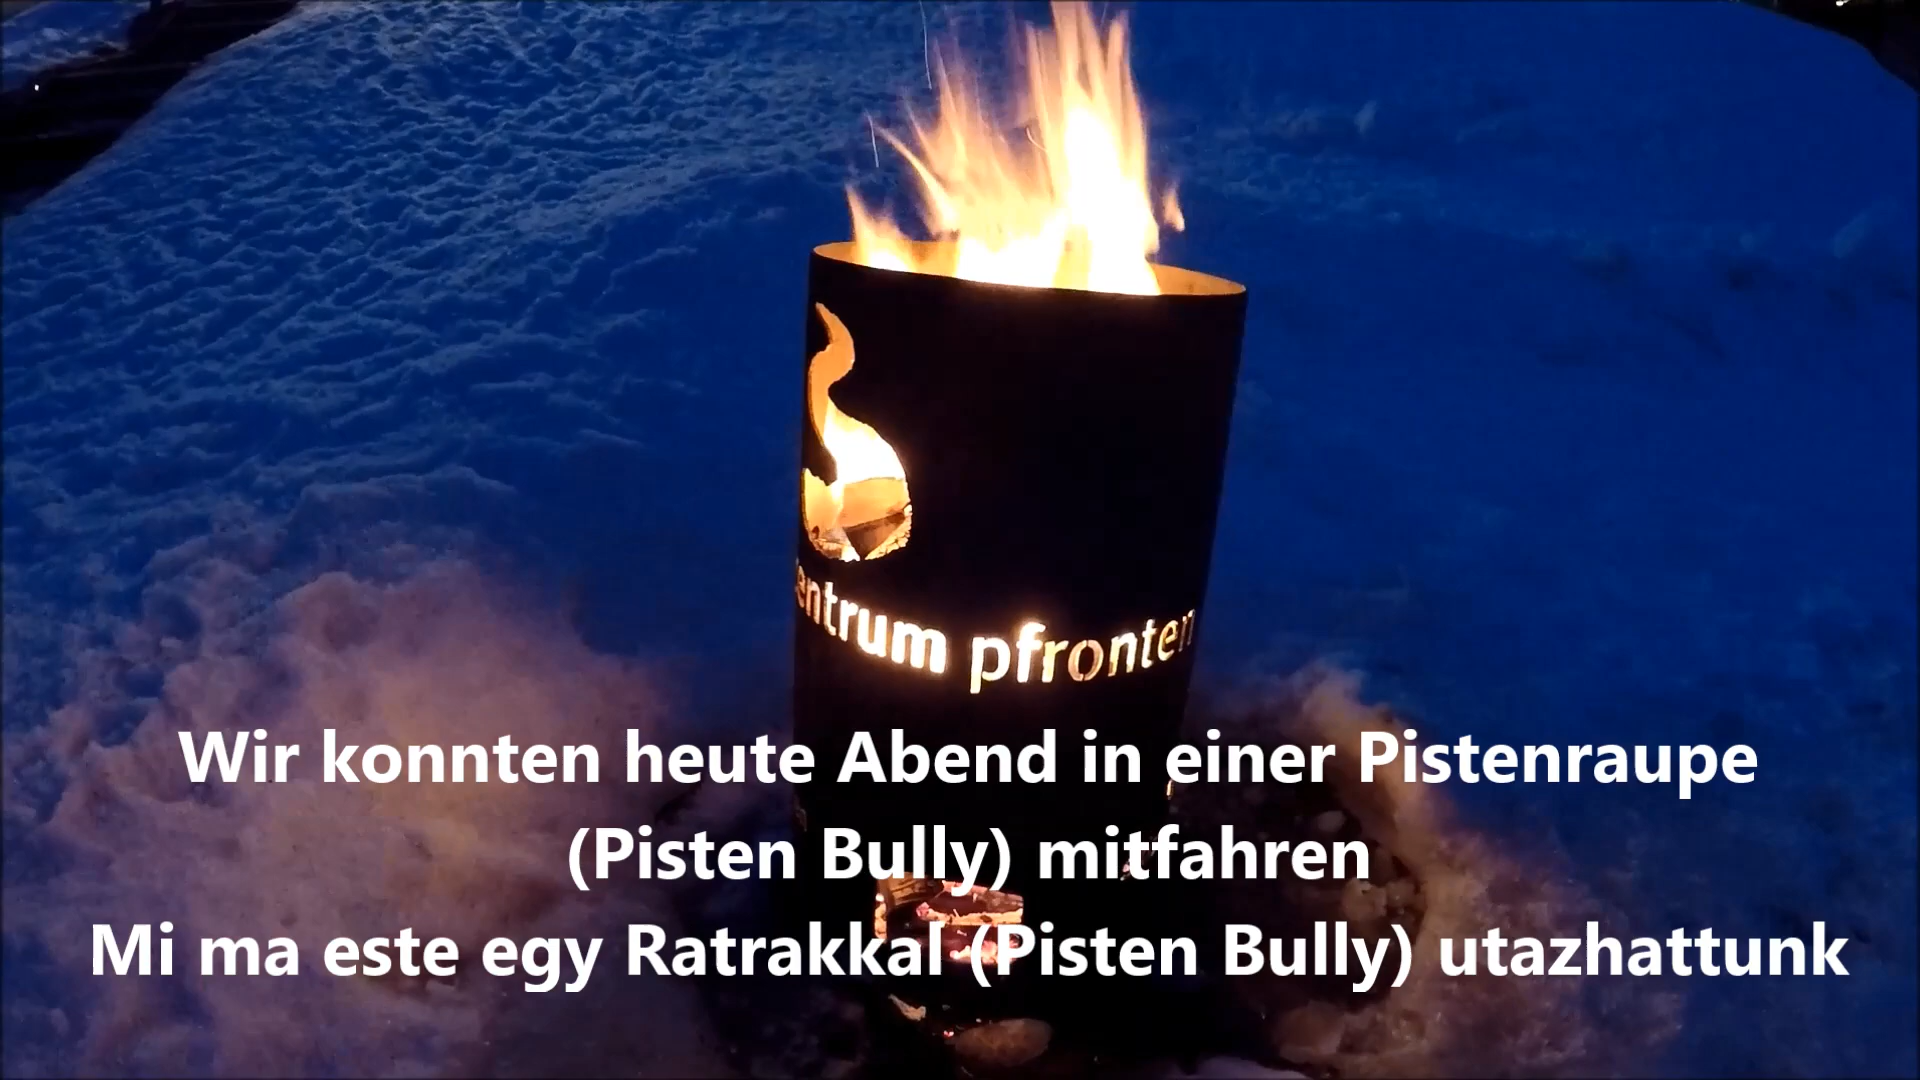 entrum pfronten
Wir konnten heute Abend in einer Pistenraupe
(Pisten Bully) mitfahren
Mi ma este egy Ratrakkal (Pisten Bully) utazhattunk